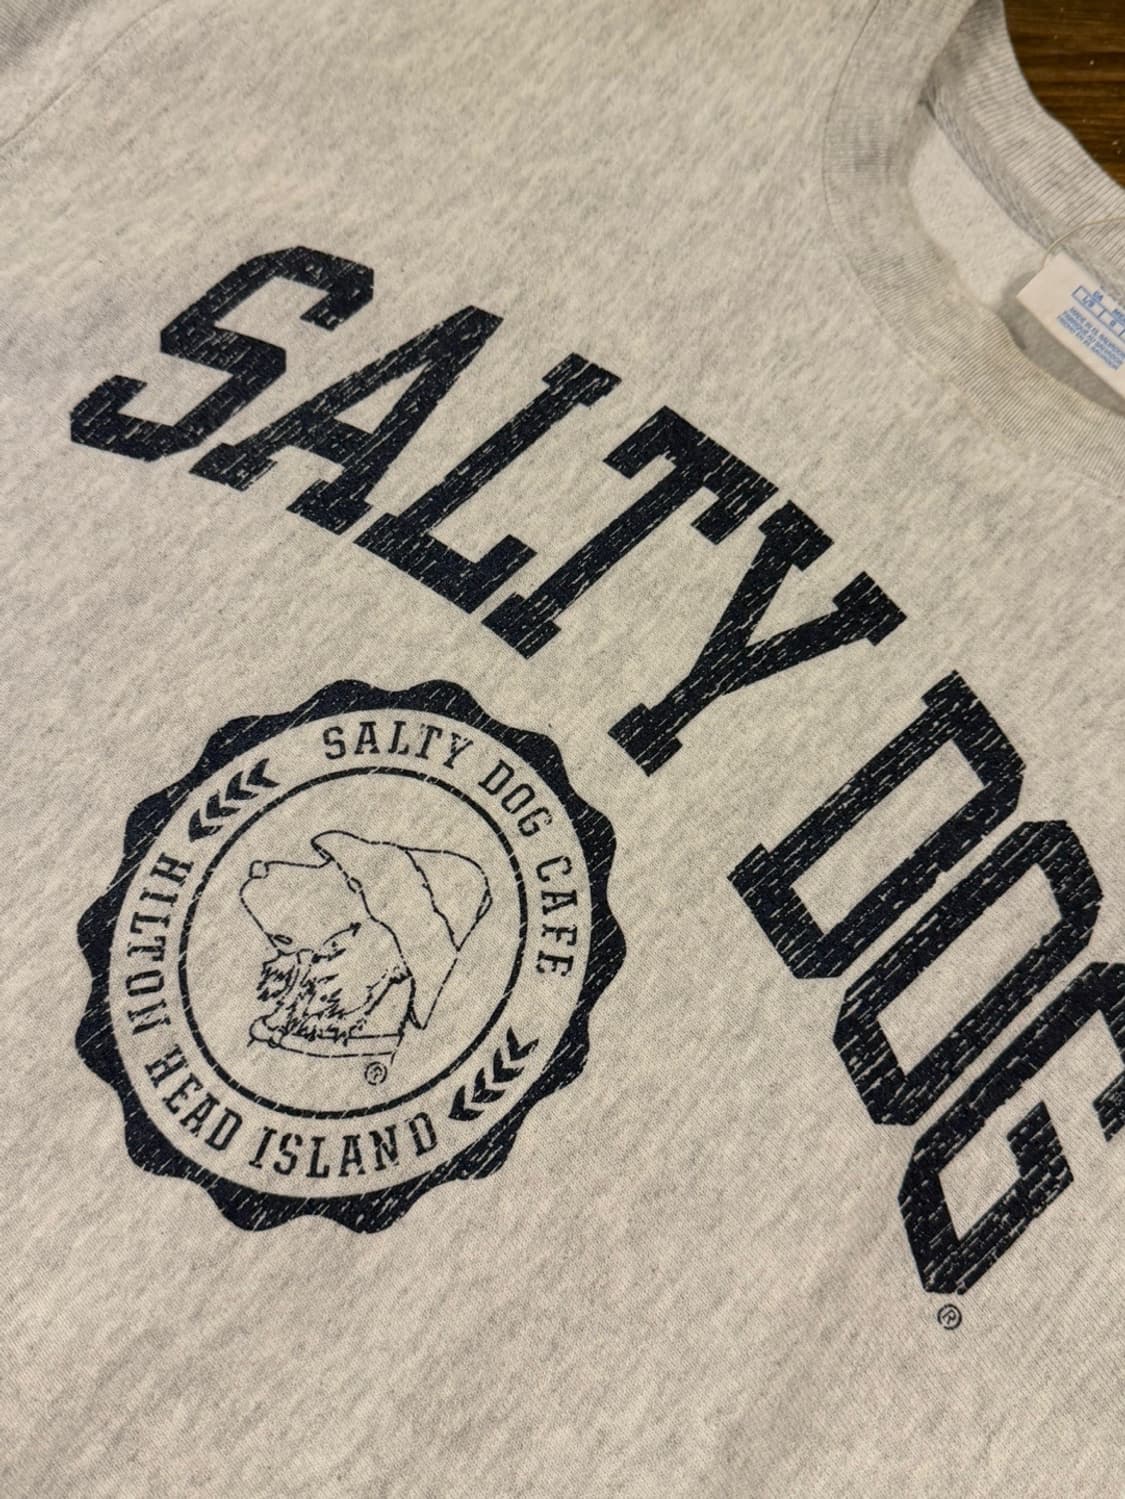 SALTY DOG
®
SALTY DOG CAFE
HILTON HEAD ISLAND
®